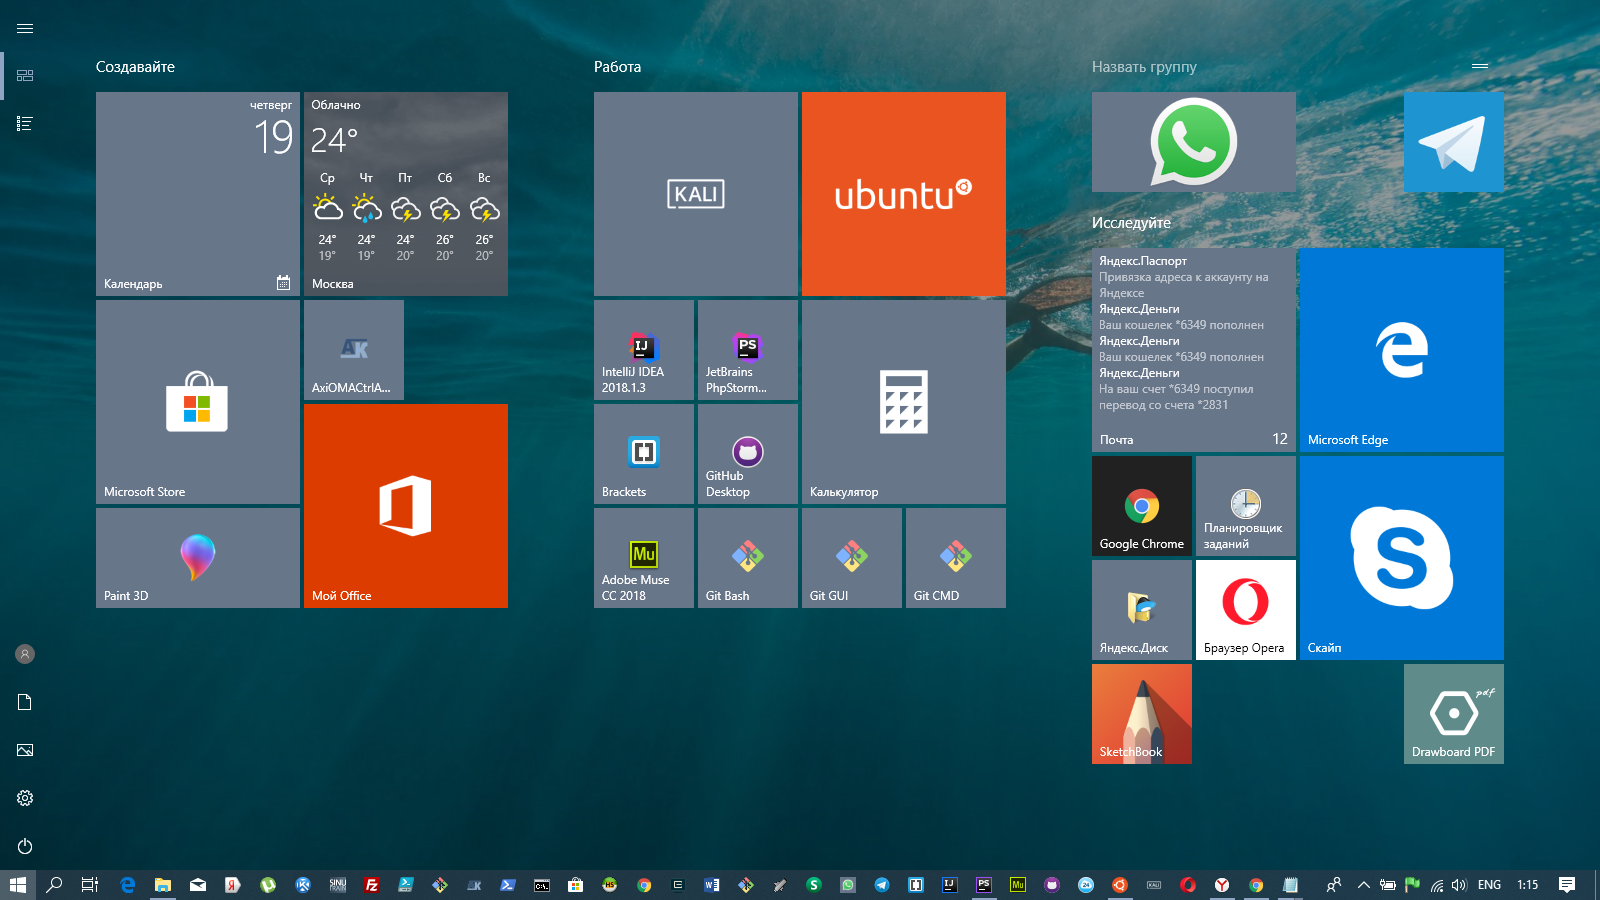 Создавайте
четверг
19
Календарь
Облачно
24°
Ср Чт Пт Сб Вс
24° 24° 24° 26° 26°
19° 19° 20° 20° 20°
Москва
Microsoft Store
AK
AxiOMACtrlA...
Paint 3D
Мой Office
Работа
KALI
ubuntu
IJ
IntelliJ IDEA
2018.1.3
PS
JetBrains
PhpStorm...
Brackets
GitHub
Desktop
Калькулятор
Mu
Adobe Muse
CC 2018
Git Bash
Git GUI
Git CMD
Назвать группу
Исследуйте
Яндекс.Паспорт
Привязка адреса к аккаунту на
Яндексе
Яндекс.Деньги
Ваш кошелек *6349 пополнен
Яндекс.Деньги
Ваш кошелек *6349 пополнен
Яндекс.Деньги
На ваш счет *6349 поступил
перевод со счета *2831
Почта 12
Microsoft Edge
Google Chrome
Планировщик
заданий
Яндекс.Диск
Браузер Opera
Скайп
SketchBook
pdf
Drawboard PDF
ENG 1:15